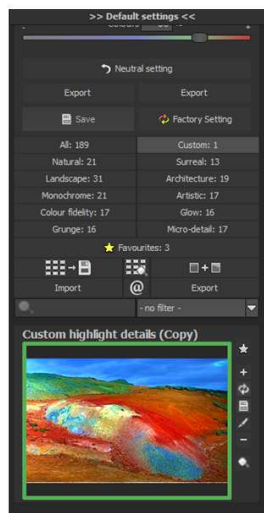 >> Default settings <<
Neutral setting
Export Export
Save Factory Setting
All: 189 Custom: 1
Natural: 21 Surreal: 13
Landscape: 31 Architecture: 19
Monochrome: 21 Artistic: 17
Colour fidelity: 17 Glow: 16
Grunge: 16 Micro-detail: 17
Favourites: 3
Import @ Export
- no filter -
Custom highlight details (Copy)